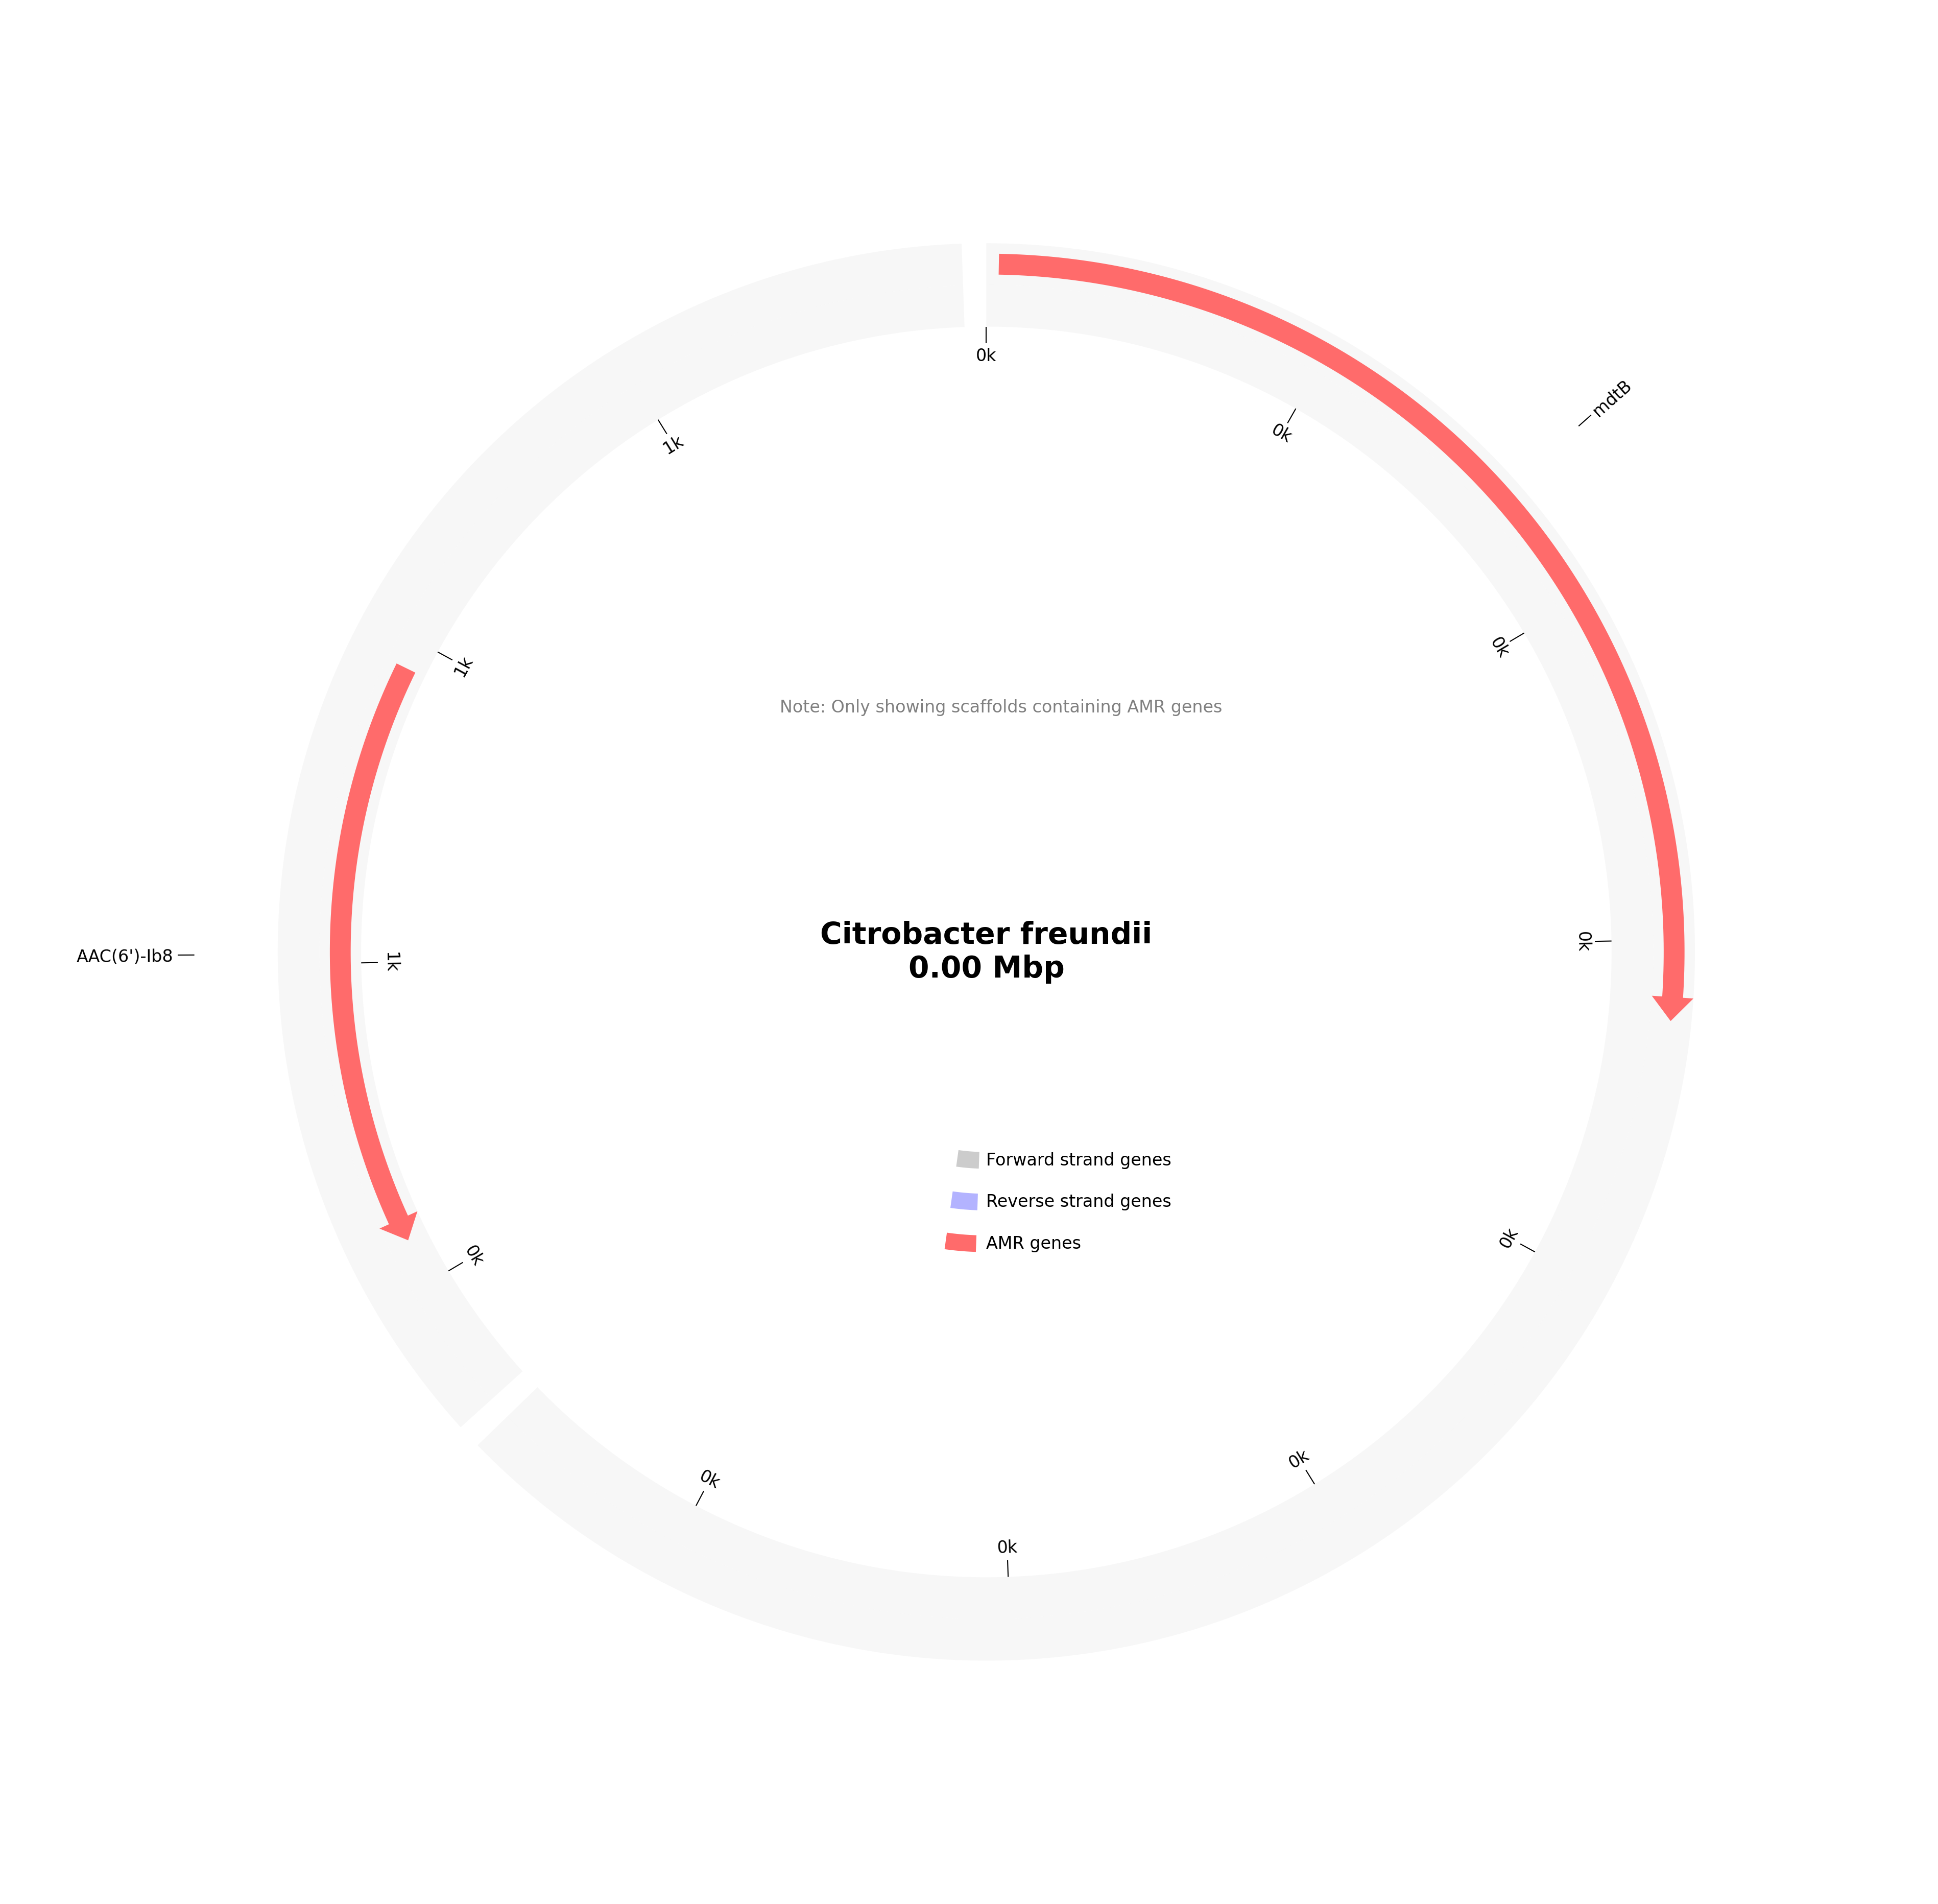 0k
0k
mdtB
1k
0k
1k
Note: Only showing scaffolds containing AMR genes
Citrobacter freundii
0.00 Mbp
0k
AAC(6')-Ib8
1k
Forward strand genes
Reverse strand genes
AMR genes
0k
0k
0k
0k
0k